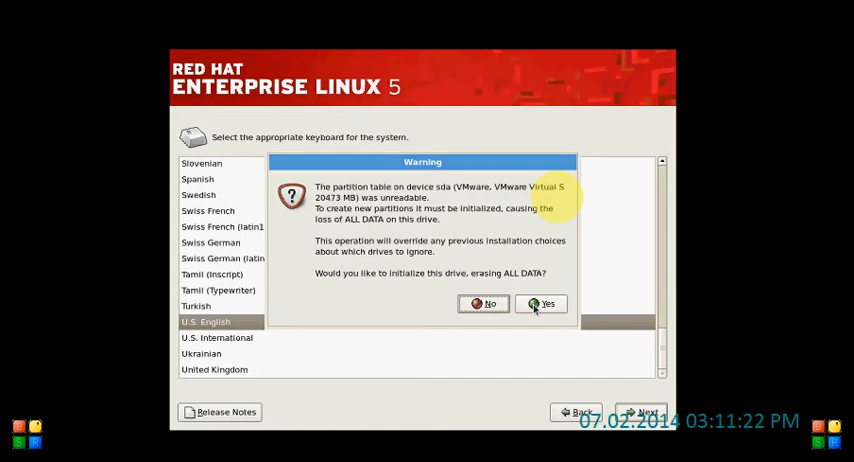 RED HAT
ENTERPRISE LINUX 5
Select the appropriate keyboard for the system.
Slovenian
Spanish
Swedish
Swiss French
Swiss French (latin1
Swiss German
Swiss German (latin
Tamil (Inscript)
Tamil (Typewriter)
Turkish
U.S. English
U.S. International
Ukrainian
United Kingdom
Warning
The partition table on device sda (VMware, VMware Virtual S
20473 MB) was unreadable.
To create new partitions it must be initialized, causing the
loss of ALL DATA on this drive.
This operation will override any previous installation choices
about which drives to ignore.
Would you like to initialize this drive, erasing ALL DATA?
No
Yes
Release Notes
Back
Next
07.02.2014 03:11:22 PM
B
S R
B
S R